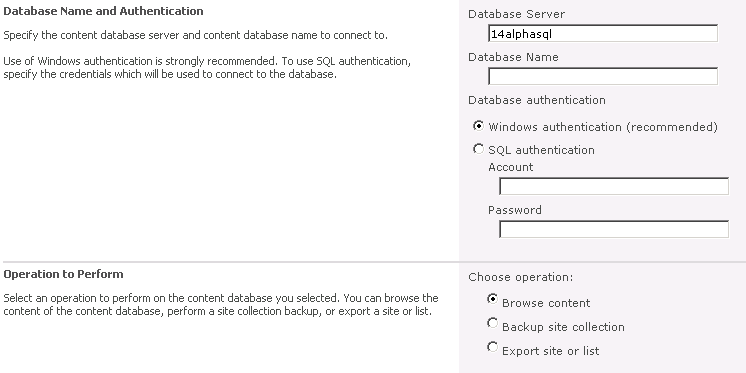 Database Name and Authentication
Specify the content database server and content database name to connect to.
Use of Windows authentication is strongly recommended. To use SQL authentication,
specify the credentials which will be used to connect to the database.
Database Server
14alphasql
Database Name
Database authentication
Windows authentication (recommended)
SQL authentication
Account
Password
Operation to Perform
Select an operation to perform on the content database you selected. You can browse the
content of the content database, perform a site collection backup, or export a site or list.
Choose operation:
Browse content
Backup site collection
Export site or list